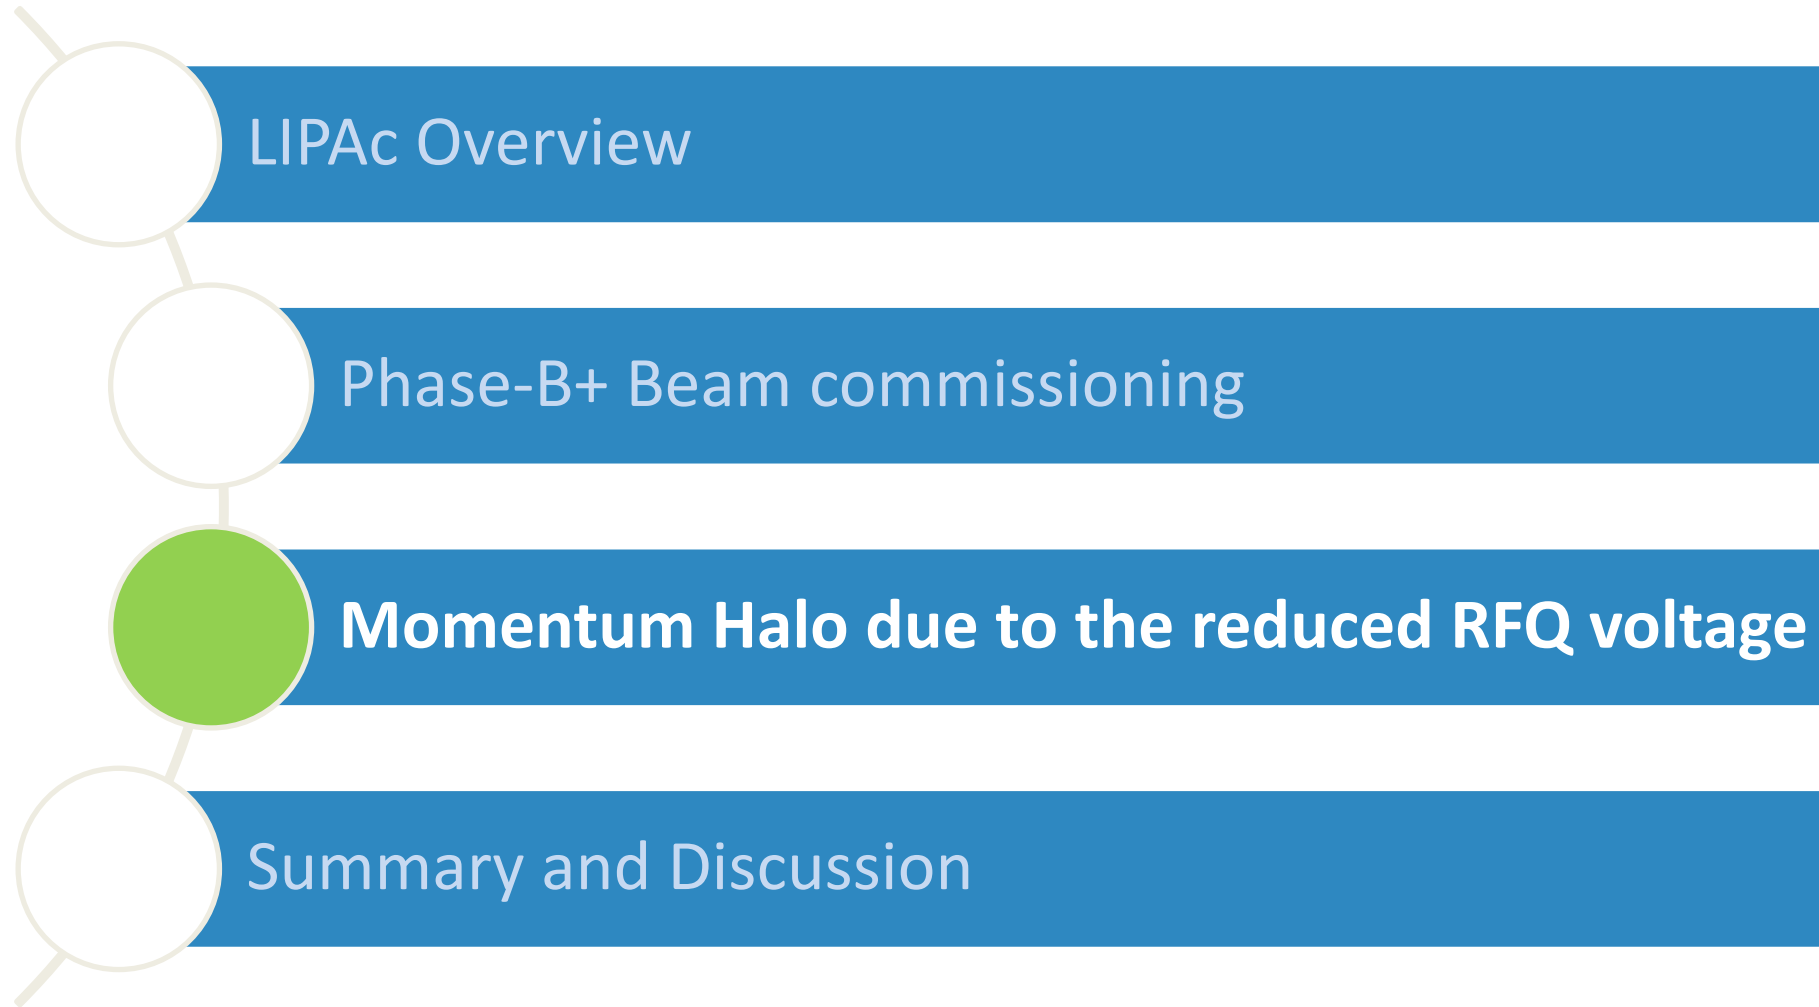 LIPAc Overview
Phase-B+ Beam commissioning
Momentum Halo due to the reduced RFQ voltage
Summary and Discussion